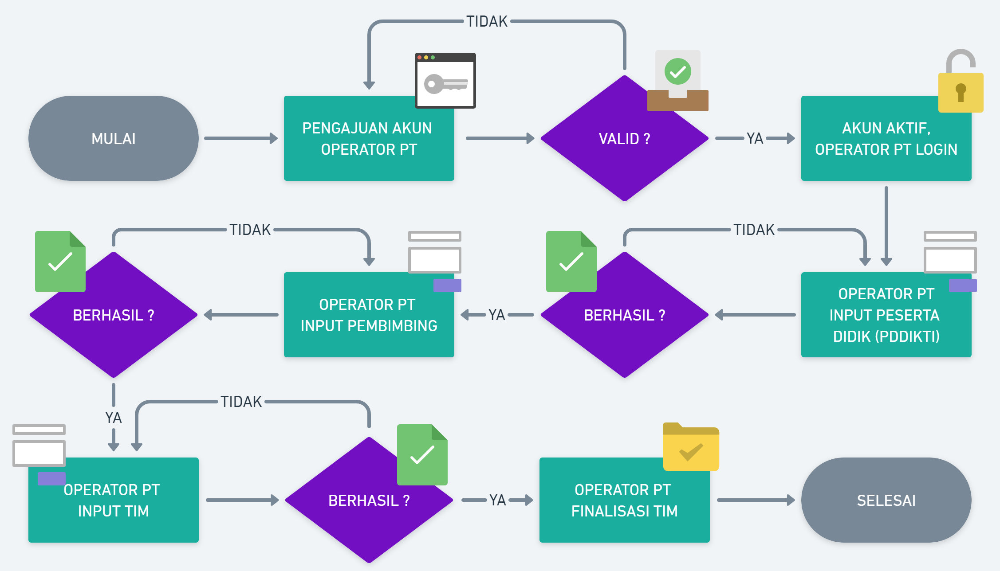 TIDAK
MULAI
PENGAJUAN AKUN
OPERATOR PT
VALID ?
YA
AKUN AKTIF,
OPERATOR PT LOGIN
TIDAK
TIDAK
BERHASIL ?
OPERATOR PT
INPUT PEMBIMBING
YA
BERHASIL ?
OPERATOR PT
INPUT PESERTA
DIDIK (PDDIKTI)
TIDAK
YA
OPERATOR PT
INPUT TIM
BERHASIL ?
YA
OPERATOR PT
FINALISASI TIM
SELESAI